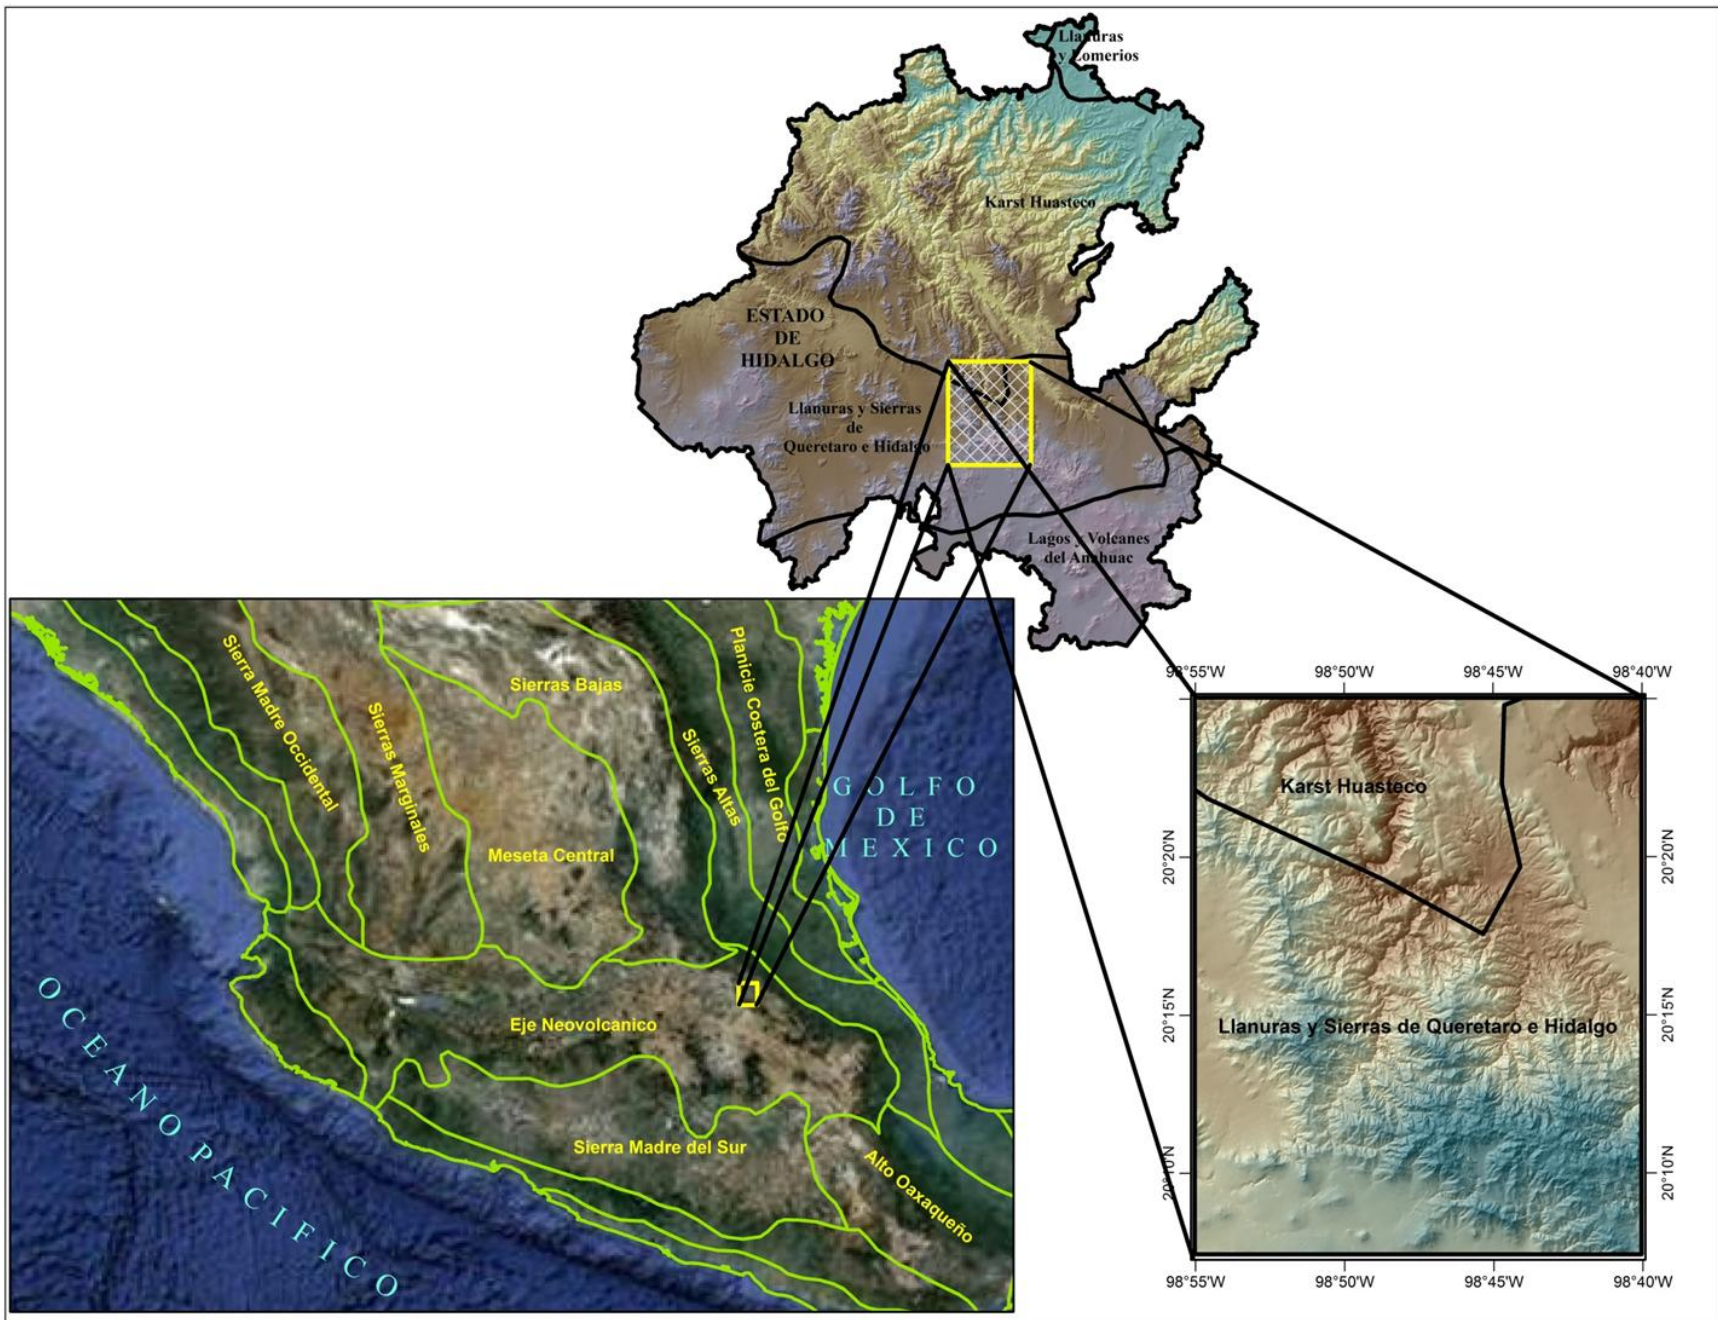 Llanuras
y Lomerios
Karst Huasteco
ESTADO
DE
HIDALGO
Llanuras y Sierras
de
Queretaro e Hidalgo
Lagos y Volcanes
del Anahuac
Sierra Madre Occidental
Sierras Marginales
Sierras Bajas
Meseta Central
Sierras Altas
Planicie Costera del Golfo
GOLFO
DE
MEXICO
Eje Neovolcanico
Sierra Madre del Sur
Alto Oaxaqueño
OCEANO PACIFICO
98°55'W 98°50'W 98°45'W 98°40'W
Karst Huasteco
20°20'N 20°20'N
20°15'N 20°15'N
Llanuras y Sierras de Queretaro e Hidalgo
20°10'N 20°10'N
98°55'W 98°50'W 98°45'W 98°40'W